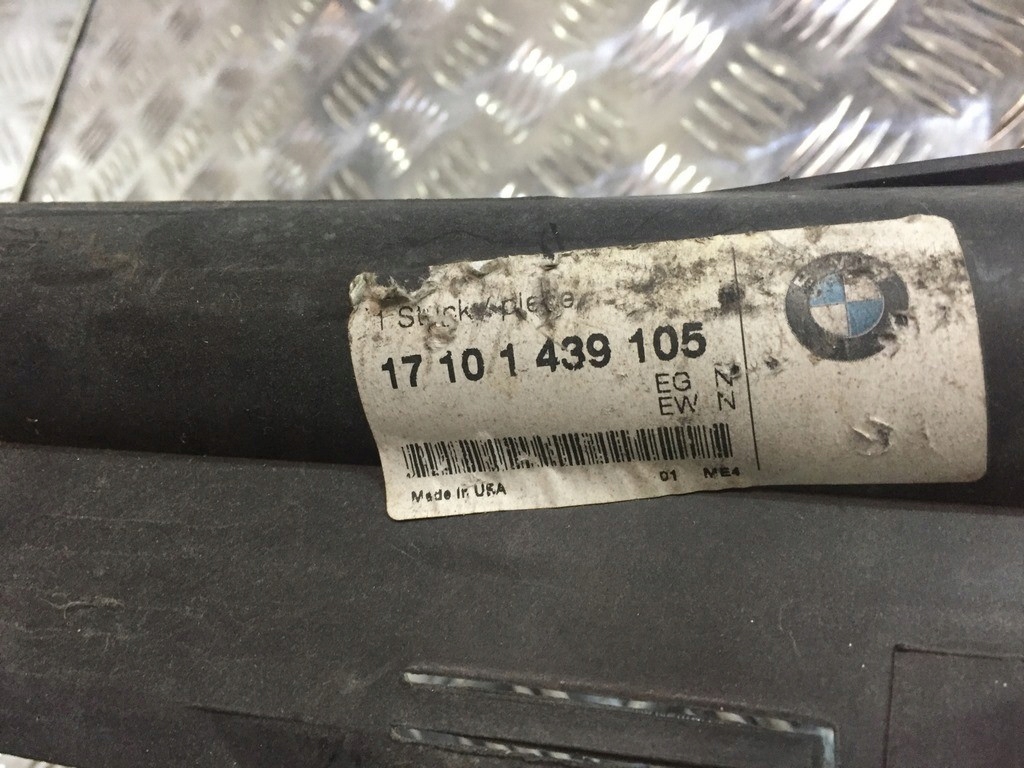 1 Stück / piece
17 10 1 439 105
EG N
EW N
Made in USA
01 ME4